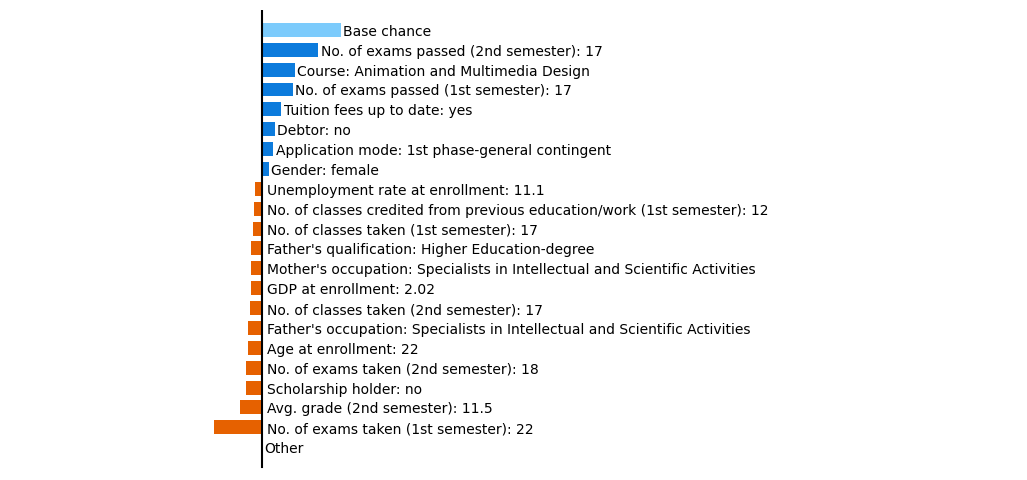 Base chance
No. of exams passed (2nd semester): 17
Course: Animation and Multimedia Design
No. of exams passed (1st semester): 17
Tuition fees up to date: yes
Debtor: no
Application mode: 1st phase-general contingent
Gender: female
Unemployment rate at enrollment: 11.1
No. of classes credited from previous education/work (1st semester): 12
No. of classes taken (1st semester): 17
Father's qualification: Higher Education-degree
Mother's occupation: Specialists in Intellectual and Scientific Activities
GDP at enrollment: 2.02
No. of classes taken (2nd semester): 17
Father's occupation: Specialists in Intellectual and Scientific Activities
Age at enrollment: 22
No. of exams taken (2nd semester): 18
Scholarship holder: no
Avg. grade (2nd semester): 11.5
No. of exams taken (1st semester): 22
Other